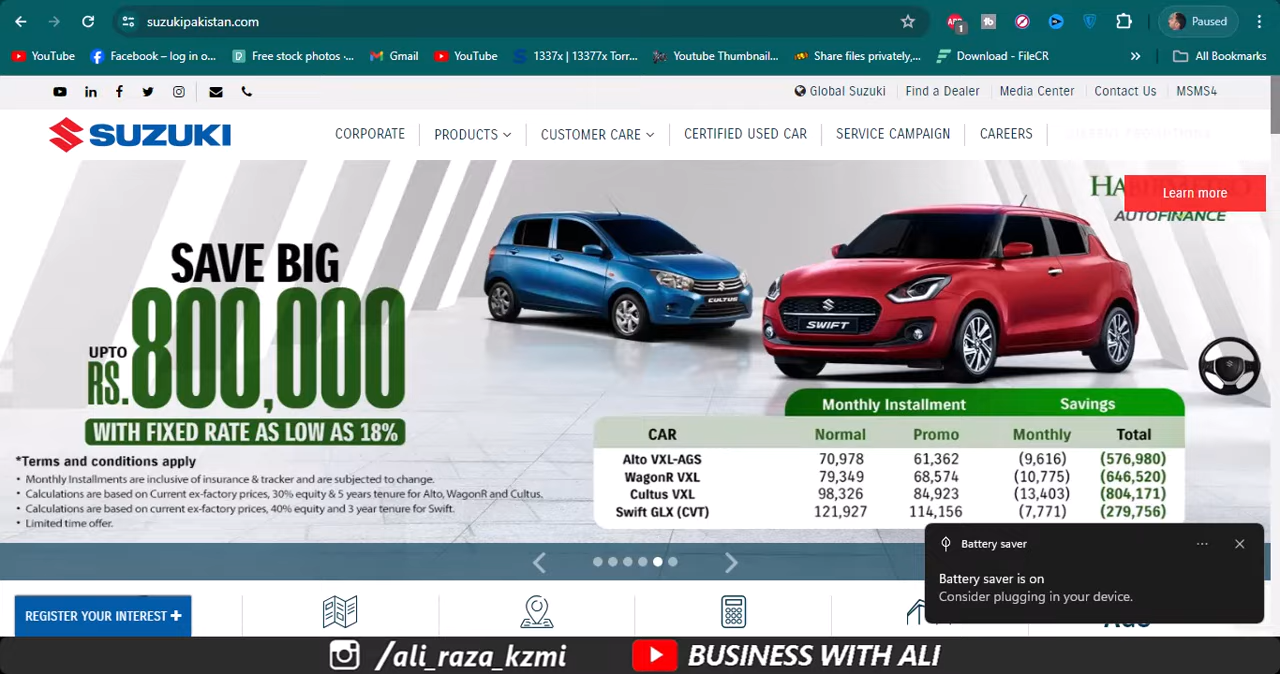 suzukipakistan.com
1
Paused
YouTube
Facebook – log in o...
Free stock photos ·...
Gmail
YouTube
1337x | 13377x Torr...
Youtube Thumbnail...
Share files privately,...
Download - FileCR
»
All Bookmarks
Global Suzuki
Find a Dealer
Media Center
Contact Us
MSMS4
SUZUKI
CORPORATE
PRODUCTS
CUSTOMER CARE
CERTIFIED USED CAR
SERVICE CAMPAIGN
CAREERS
Learn more
AUTOFINANCE
SAVE BIG
UPTO
RS. 800,000
WITH FIXED RATE AS LOW AS 18%
CULTUS
SWIFT
*Terms and conditions apply
• Monthly Installments are inclusive of insurance & tracker and are subjected to change.
• Calculations are based on Current ex-factory prices, 30% equity & 5 years tenure for Alto, WagonR and Cultus.
• Calculations are based on current ex-factory prices, 40% equity and 3 year tenure for Swift.
• Limited time offer.
Monthly Installment Savings
CAR Normal Promo Monthly Total
Alto VXL-AGS 70,978 61,362 (9,616) (576,980)
WagonR VXL 79,349 68,574 (10,775) (646,520)
Cultus VXL 98,326 84,923 (13,403) (804,171)
Swift GLX (CVT) 121,927 114,156 (7,771) (279,756)
Battery saver
Battery saver is on
Consider plugging in your device.
REGISTER YOUR INTEREST +
/ali_raza_kzmi
BUSINESS WITH ALI